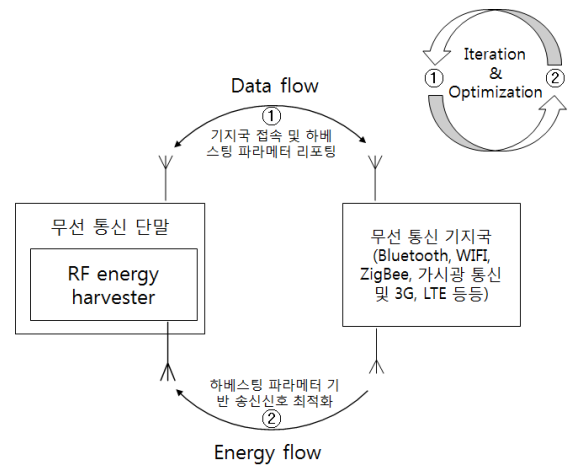 Iteration
&
Optimization
①
②
Data flow
①
기지국 접속 및 하베
스팅 파라메터 리포팅
무선 통신 단말
RF energy
harvester
무선 통신 기지국
(Bluetooth, WIFI,
ZigBee, 가시광 통신
및 3G, LTE 등등)
하베스팅 파라메터 기
반 송신신호 최적화
②
Energy flow